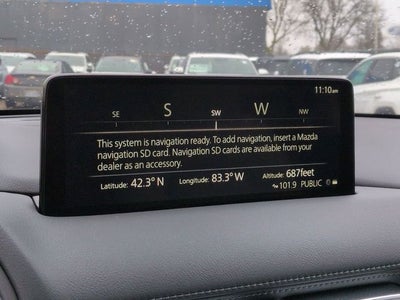 11:10am
SE S SW W NW
This system is navigation ready. To add navigation, insert a Mazda
navigation SD card. Navigation SD cards are available from your
dealer as an accessory.
Latitude: 42.3° N Longitude: 83.3° W Altitude: 687feet
101.9 PUBLIC